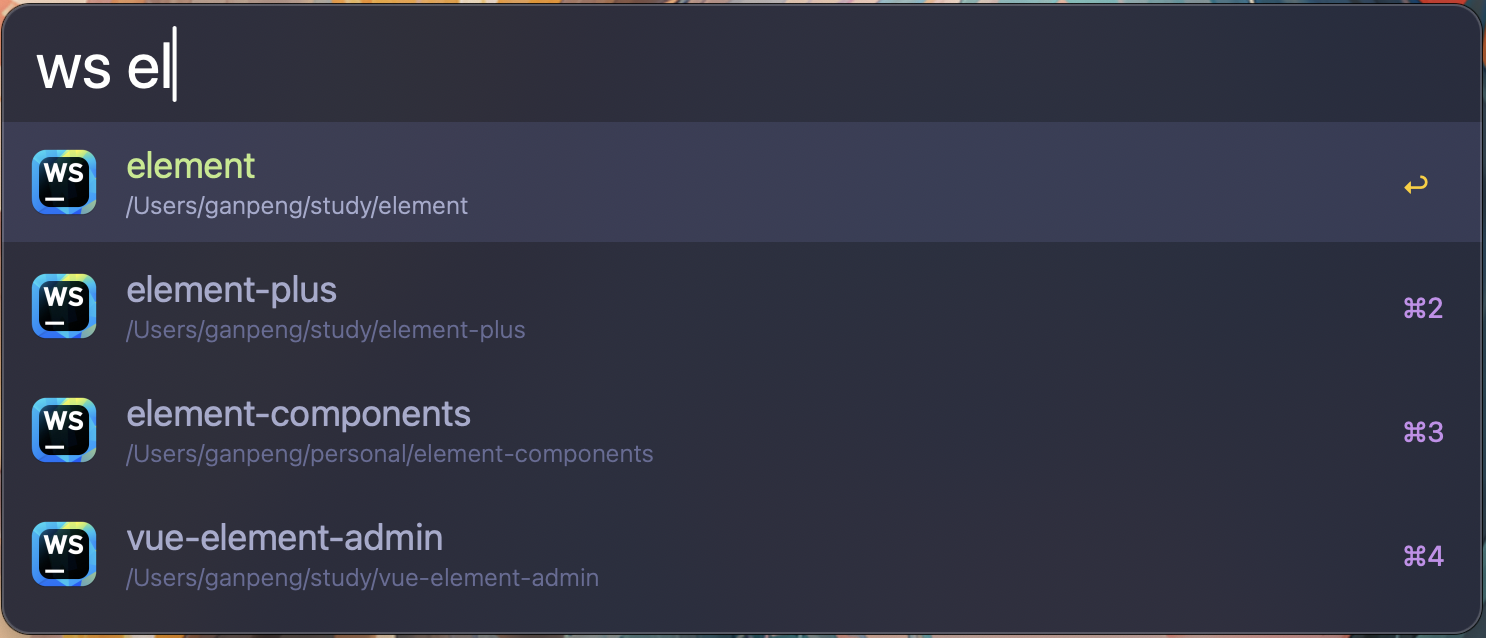 ws el
WS
element
/Users/ganpeng/study/element
WS
element-plus
/Users/ganpeng/study/element-plus
⌘2
WS
element-components
/Users/ganpeng/personal/element-components
⌘3
WS
vue-element-admin
/Users/ganpeng/study/vue-element-admin
⌘4